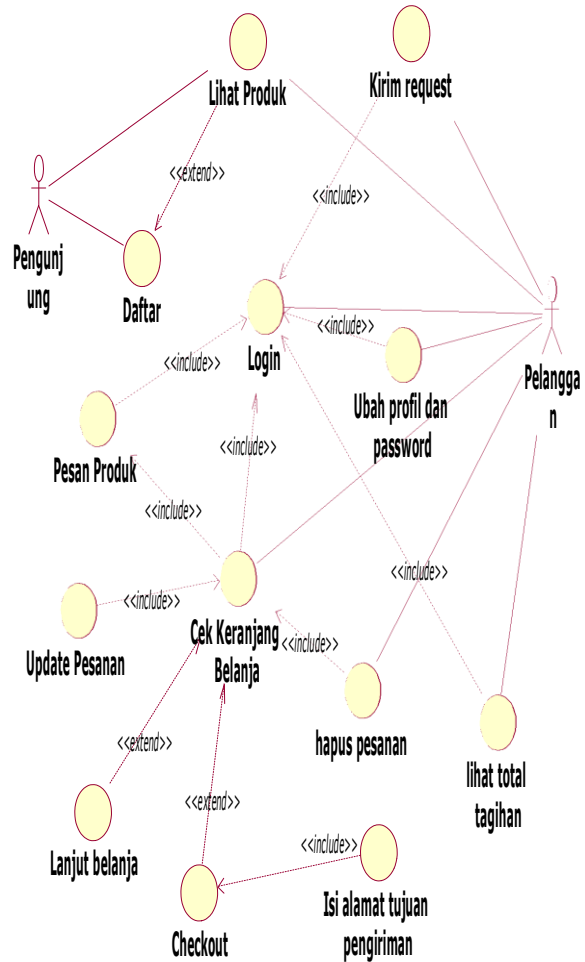 Lihat Produk
Kirim request
<<extend>>
<<include>>
Pengunj
ung
Daftar
Login
<<include>>
<<include>>
Ubah profil dan
password
Pelangga
n
Pesan Produk
<<include>>
<<include>>
<<include>>
<<include>>
Cek Keranjang
Belanja
Update Pesanan
<<include>>
hapus pesanan
lihat total
tagihan
<<extend>>
<<extend>>
Lanjut belanja
<<include>>
Checkout
Isi alamat tujuan
pengiriman